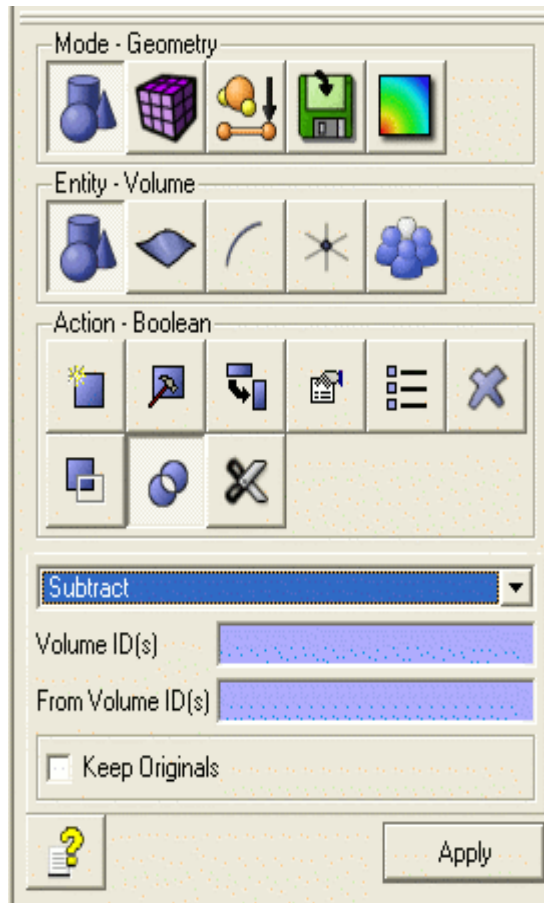 Mode - Geometry
Entity - Volume
Action - Boolean
Subtract
Volume ID(s)
From Volume ID(s)
Keep Originals
Apply